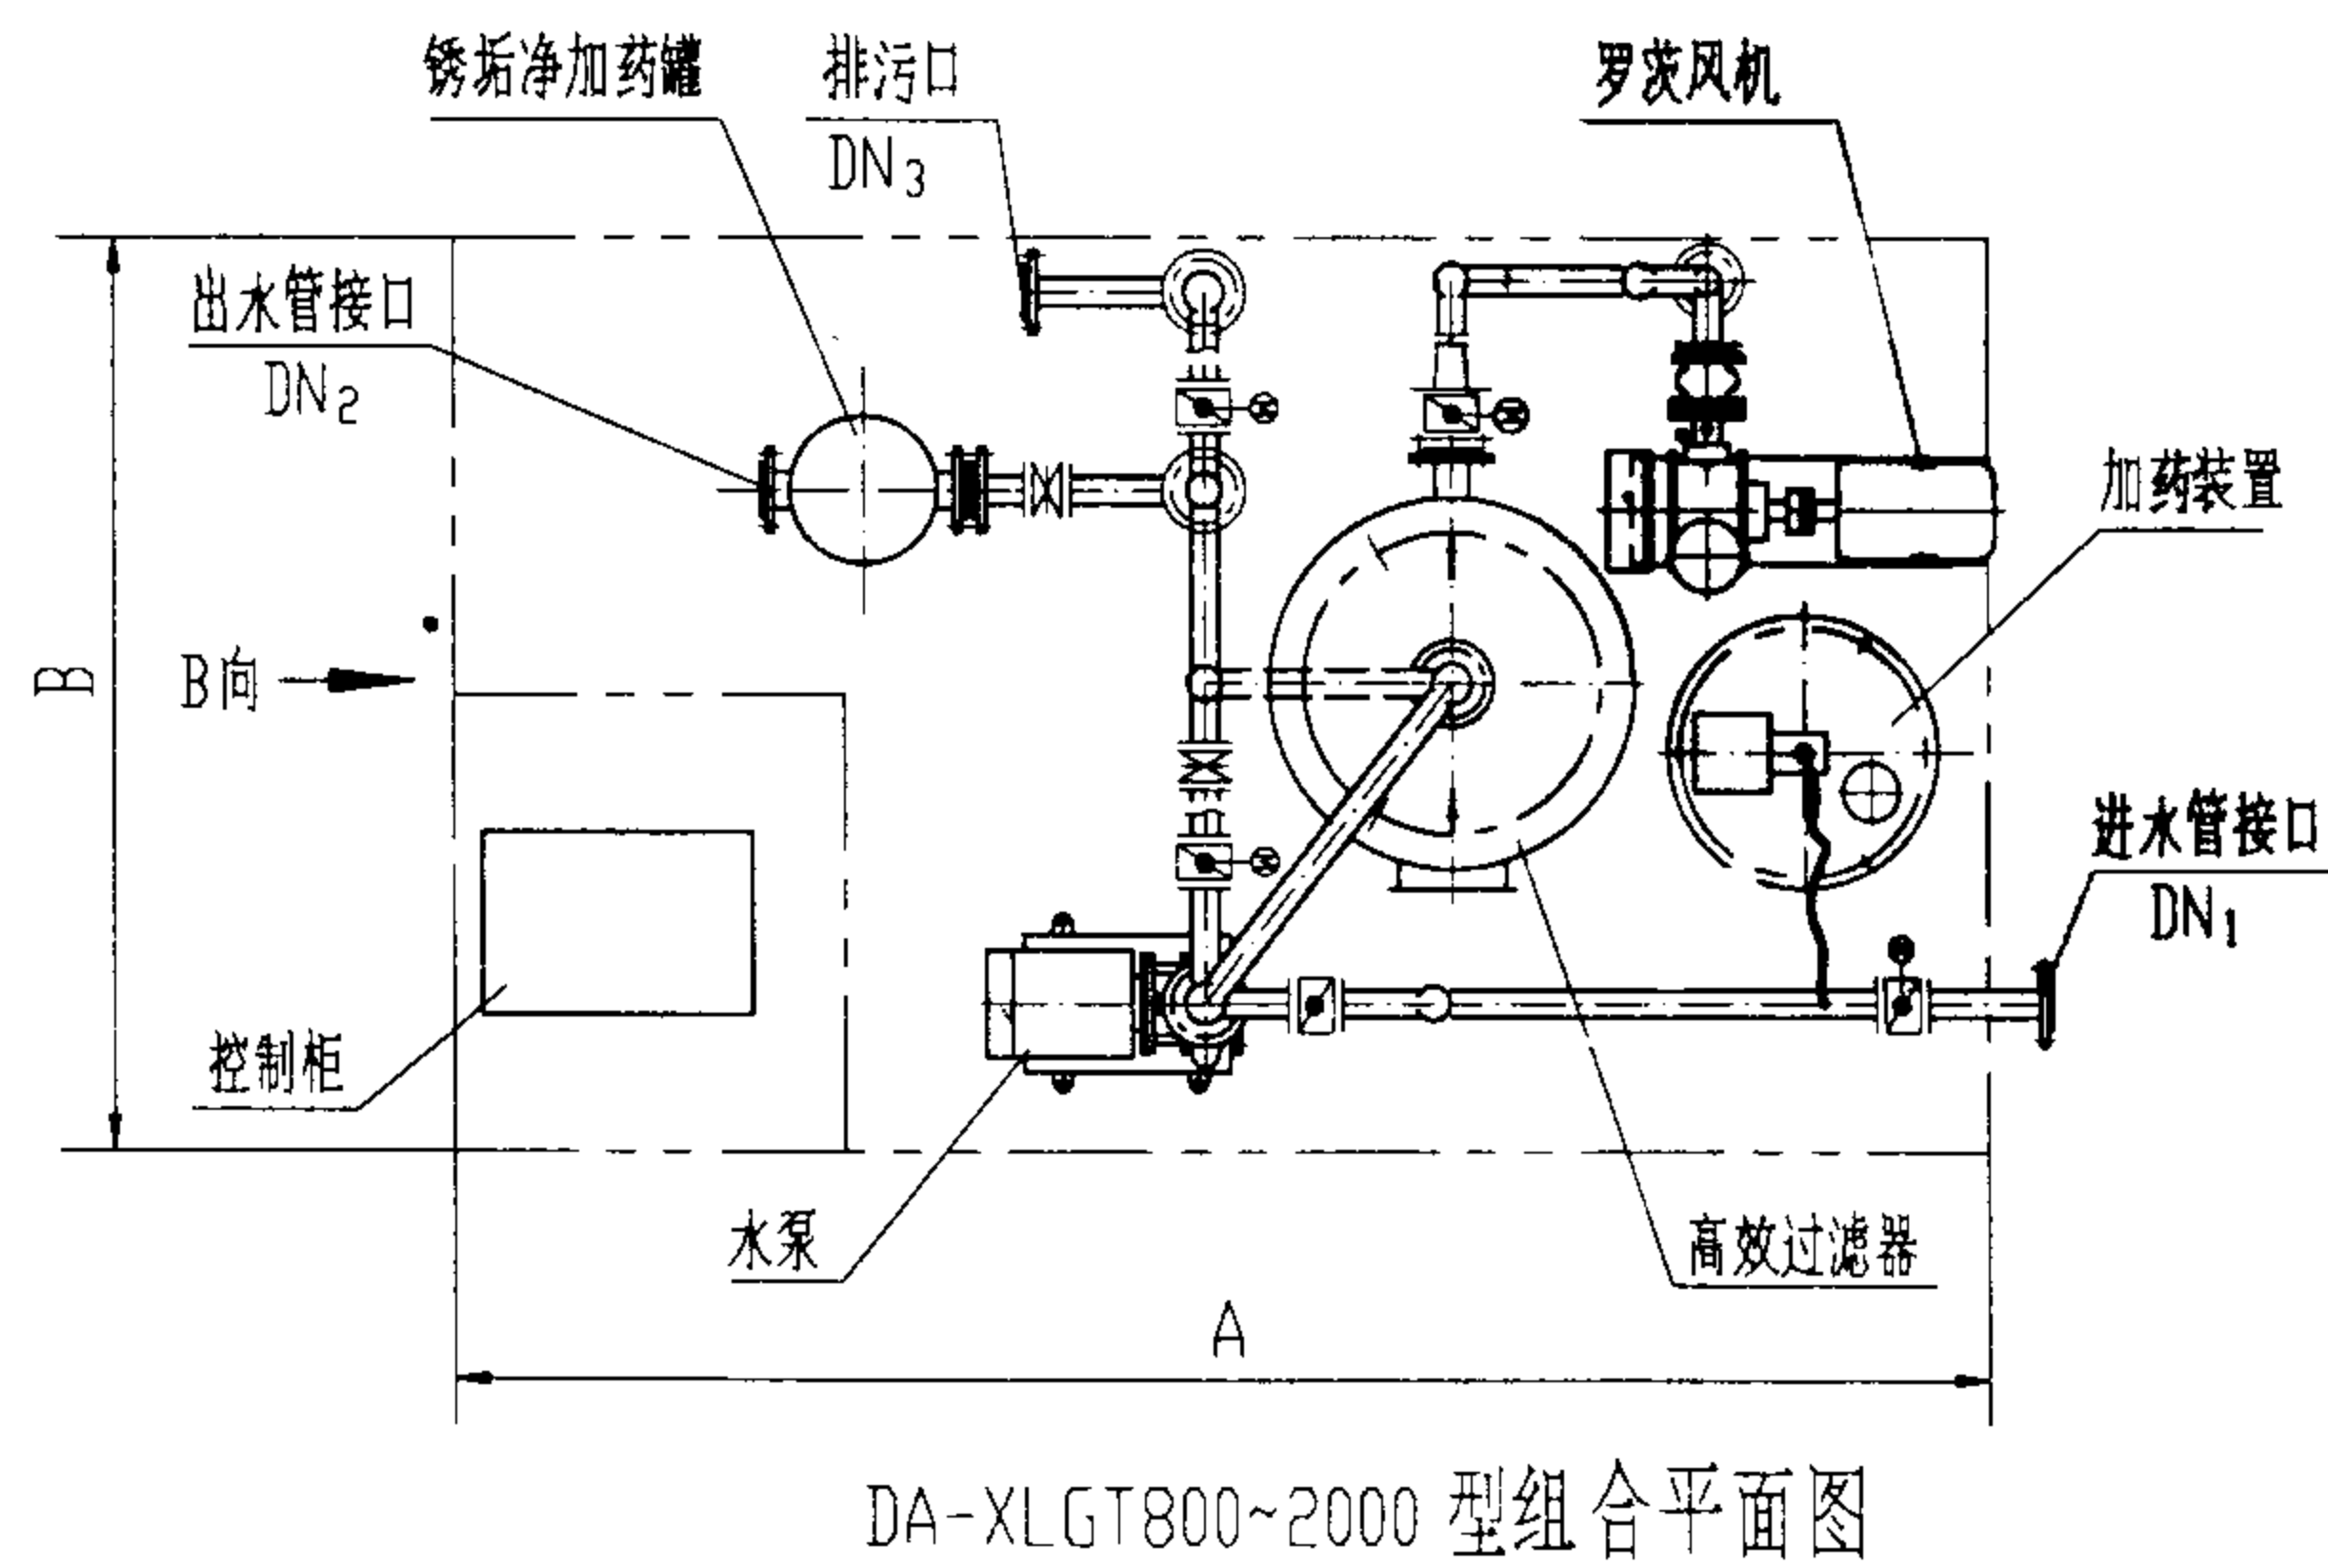 锈垢净加药罐
排污口
DN₃
罗茨风机
出水管接口
DN₂
加药装置
B
B向
进水管接口
DN₁
控制柜
水泵
高效过滤器
A
DA-XLGT800~2000 型组合平面图